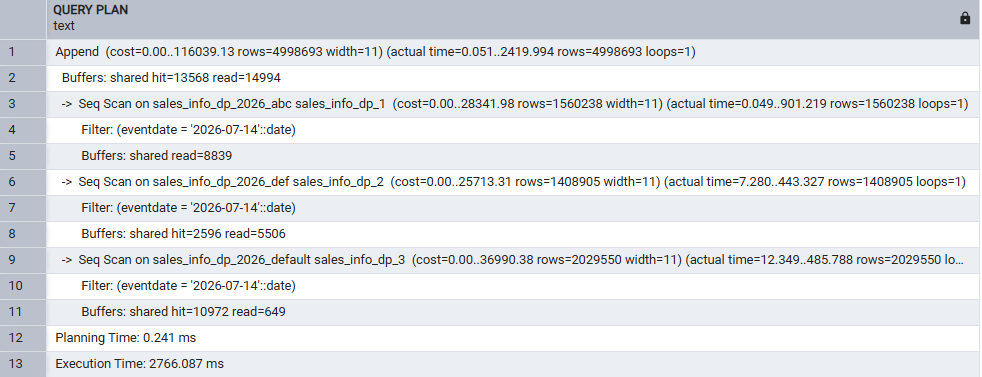 QUERY PLAN
text
1 Append (cost=0.00..116039.13 rows=4998693 width=11) (actual time=0.051..2419.994 rows=4998693 loops=1)
2 Buffers: shared hit=13568 read=14994
3 -> Seq Scan on sales_info_dp_2026_abc sales_info_dp_1 (cost=0.00..28341.98 rows=1560238 width=11) (actual time=0.049..901.219 rows=1560238 loops=1)
4 Filter: (eventdate = '2026-07-14'::date)
5 Buffers: shared read=8839
6 -> Seq Scan on sales_info_dp_2026_def sales_info_dp_2 (cost=0.00..25713.31 rows=1408905 width=11) (actual time=7.280..443.327 rows=1408905 loops=1)
7 Filter: (eventdate = '2026-07-14'::date)
8 Buffers: shared hit=2596 read=5506
9 -> Seq Scan on sales_info_dp_2026_default sales_info_dp_3 (cost=0.00..36990.38 rows=2029550 width=11) (actual time=12.349..485.788 rows=2029550 lo...
10 Filter: (eventdate = '2026-07-14'::date)
11 Buffers: shared hit=10972 read=649
12 Planning Time: 0.241 ms
13 Execution Time: 2766.087 ms